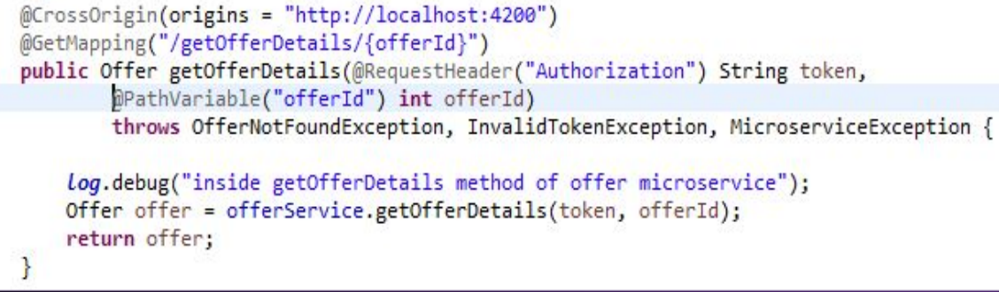 @CrossOrigin(origins = "http://localhost:4200")
@GetMapping("/getOfferDetails/{offerId}")
public Offer getOfferDetails(@RequestHeader("Authorization") String token,
@PathVariable("offerId") int offerId)
throws OfferNotFoundException, InvalidTokenException, MicroserviceException {
log.debug("inside getOfferDetails method of offer microservice");
Offer offer = offerService.getOfferDetails(token, offerId);
return offer;
}